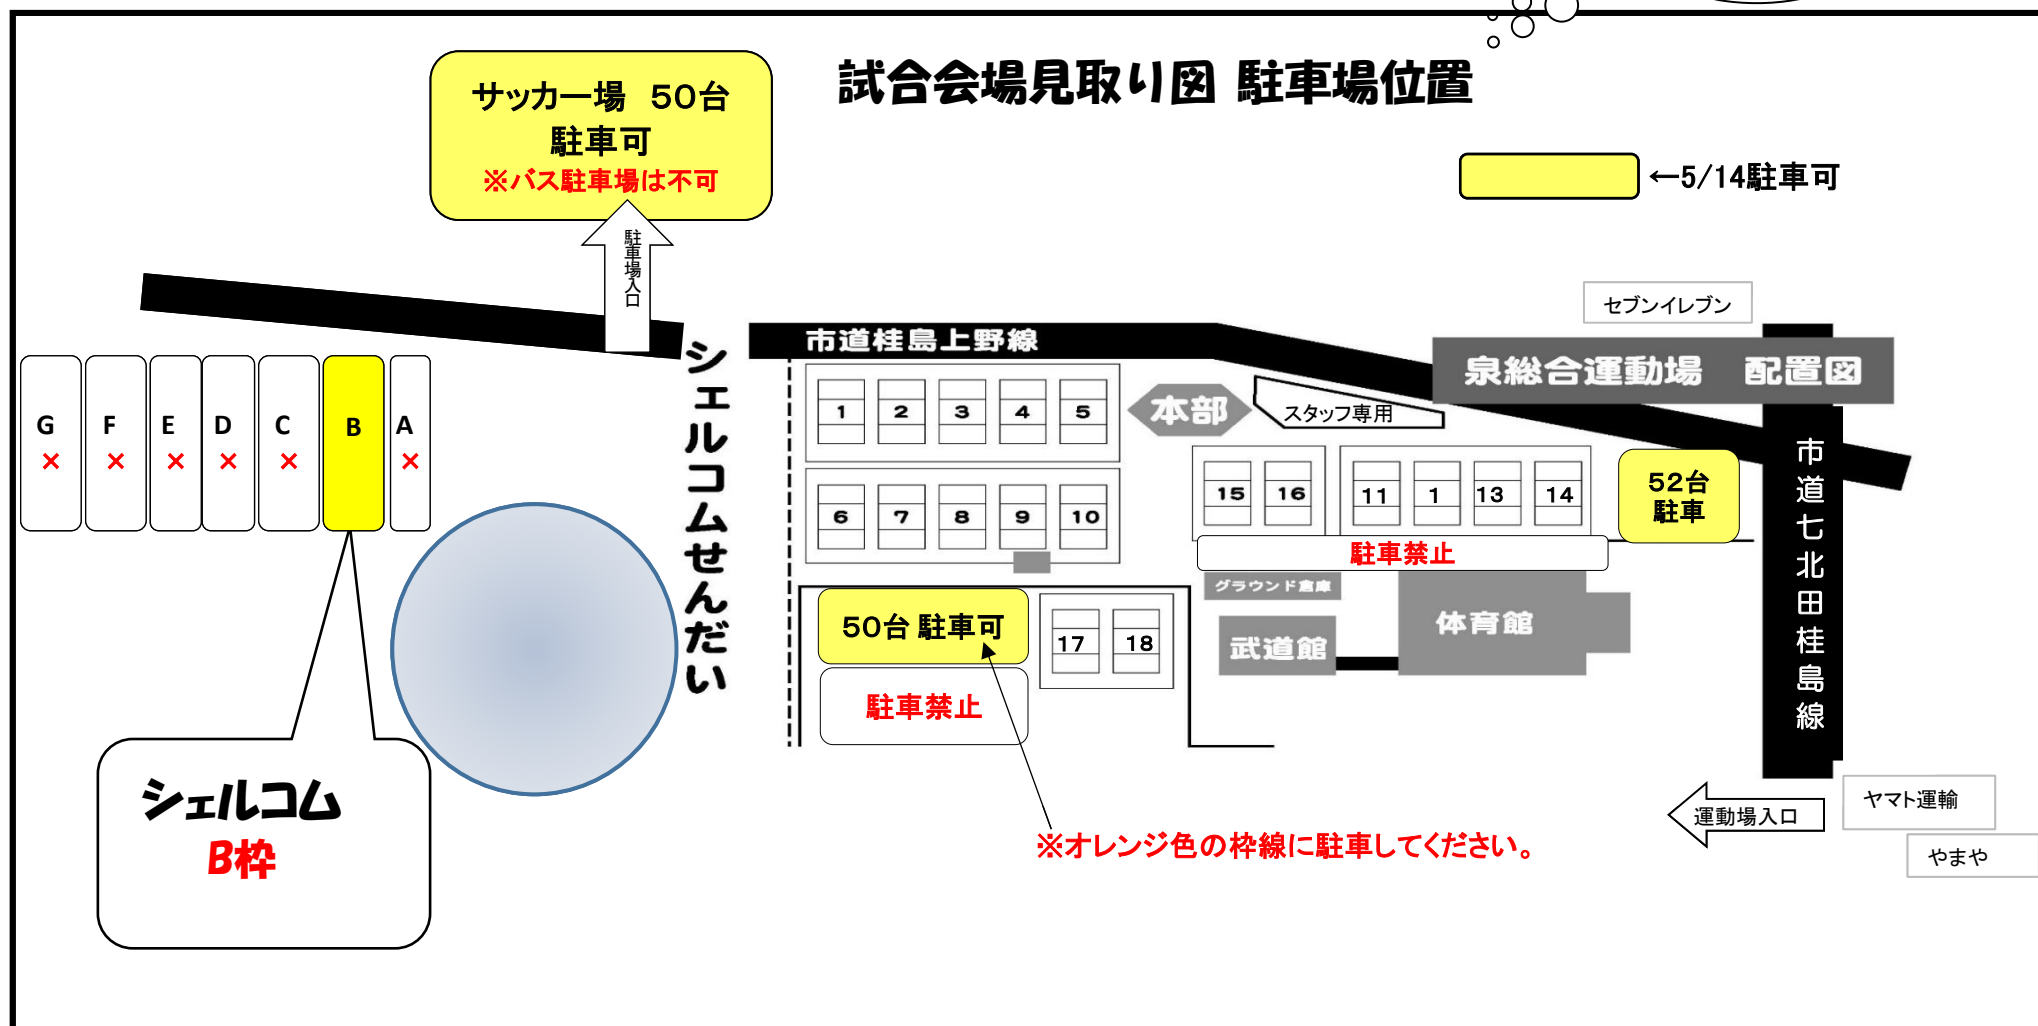 試合会場見取り図 駐車場位置
サッカー場 50台
駐車可
※バス駐車場は不可
←5/14駐車可
駐車場入口
セブンイレブン
市道桂島上野線
泉総合運動場 配置図
シェルコムせんだい
G F E D C B A
× × × × × ×
1 2 3 4 5
本部
スタッフ専用
6 7 8 9 10
15 16 11 1 13 14
52台
駐車
市道七北田桂島線
駐車禁止
グラウンド倉庫
体育館
武道館
50台 駐車可
17 18
駐車禁止
シェルコム
B枠
※オレンジ色の枠線に駐車してください。
運動場入口
ヤマト運輸
やまや